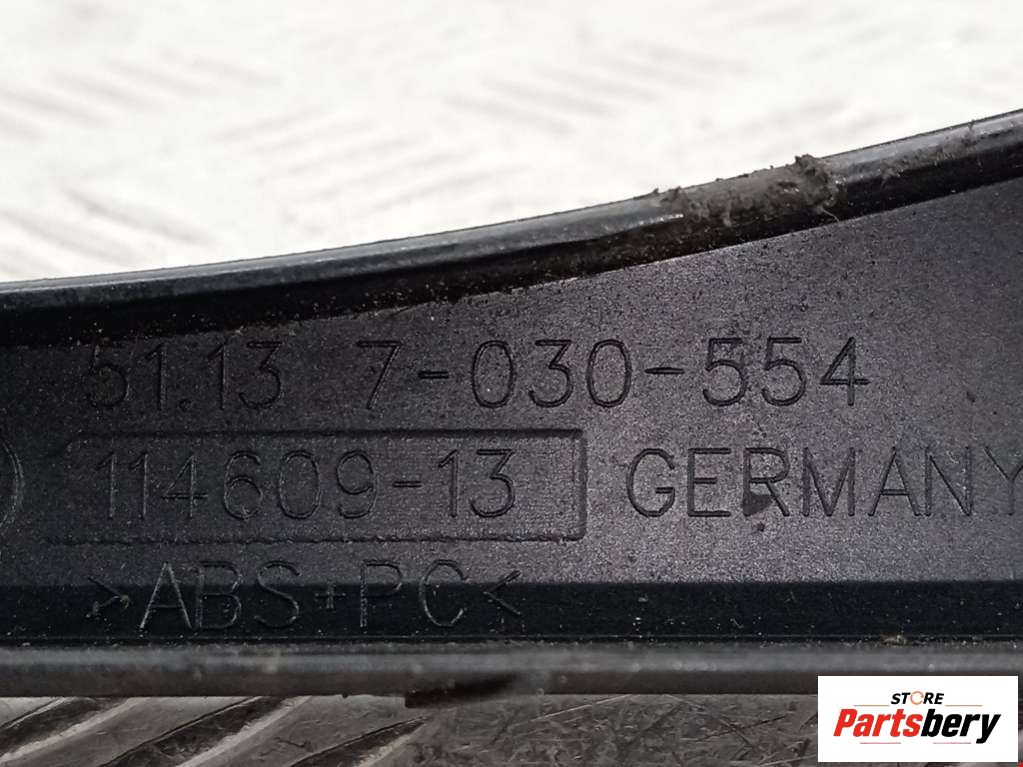 51.13 7-030-554
114609-13 GERMANY
>ABS+PC<
STORE
Partsbery